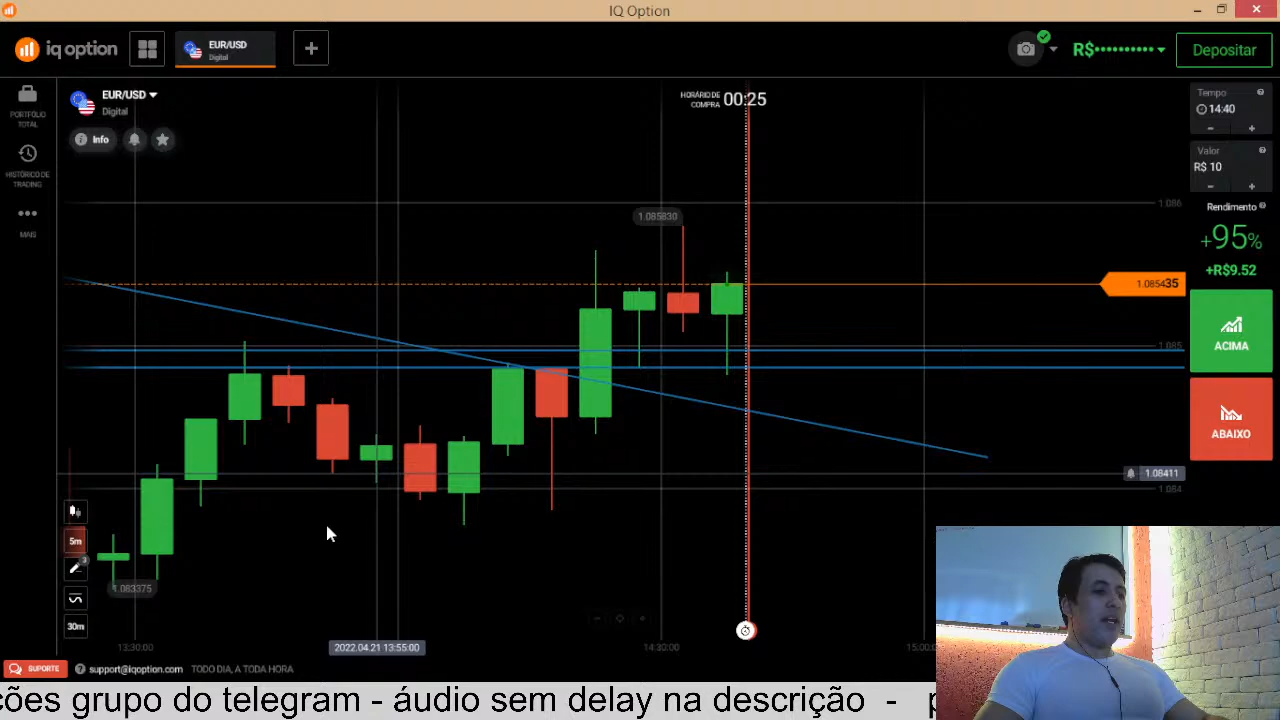 IQ Option
iq option
EUR/USD
Digital
R$••••••••••
Depositar
PORTFÓLIO
TOTAL
HISTÓRICO DE
TRADING
MAIS
EUR/USD
Digital
Info
HORÁRIO DE
COMPRA
00:25
Tempo
14:40
Valor
R$ 10
Rendimento
+95%
+R$9.52
ACIMA
ABAIXO
1.086
1.085830
1.085435
1.085
1.08411
1.084
1.083375
5m
3
30m
13:30:00
2022.04.21 13:55:00
14:30:00
15:00:0
SUPORTE
support@iqoption.com
TODO DIA, A TODA HORA
ções grupo do telegram - áudio sem delay na descrição - p